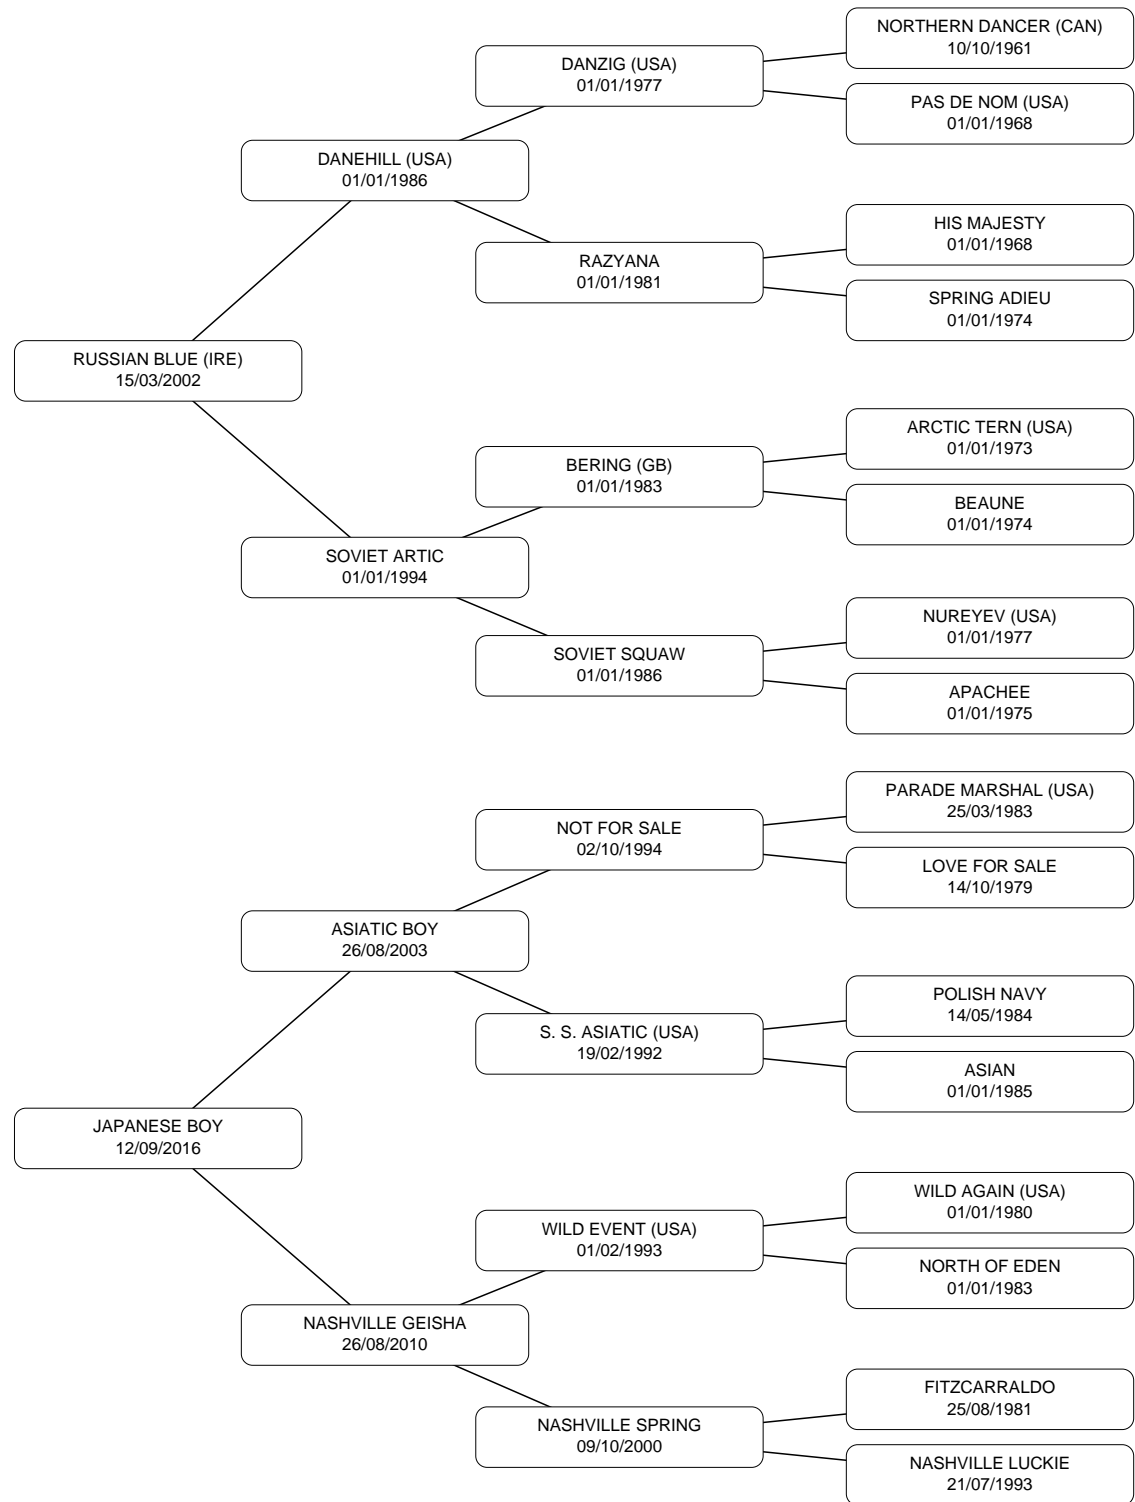 NORTHERN DANCER (CAN)
10/10/1961
DANZIG (USA)
01/01/1977
PAS DE NOM (USA)
01/01/1968
DANEHILL (USA)
01/01/1986
HIS MAJESTY
01/01/1968
RAZYANA
01/01/1981
SPRING ADIEU
01/01/1974
RUSSIAN BLUE (IRE)
15/03/2002
ARCTIC TERN (USA)
01/01/1973
BERING (GB)
01/01/1983
BEAUNE
01/01/1974
SOVIET ARTIC
01/01/1994
NUREYEV (USA)
01/01/1977
SOVIET SQUAW
01/01/1986
APACHEE
01/01/1975
PARADE MARSHAL (USA)
25/03/1983
NOT FOR SALE
02/10/1994
LOVE FOR SALE
14/10/1979
ASIATIC BOY
26/08/2003
POLISH NAVY
14/05/1984
S. S. ASIATIC (USA)
19/02/1992
ASIAN
01/01/1985
JAPANESE BOY
12/09/2016
WILD AGAIN (USA)
01/01/1980
WILD EVENT (USA)
01/02/1993
NORTH OF EDEN
01/01/1983
NASHVILLE GEISHA
26/08/2010
FITZCARRALDO
25/08/1981
NASHVILLE SPRING
09/10/2000
NASHVILLE LUCKIE
21/07/1993